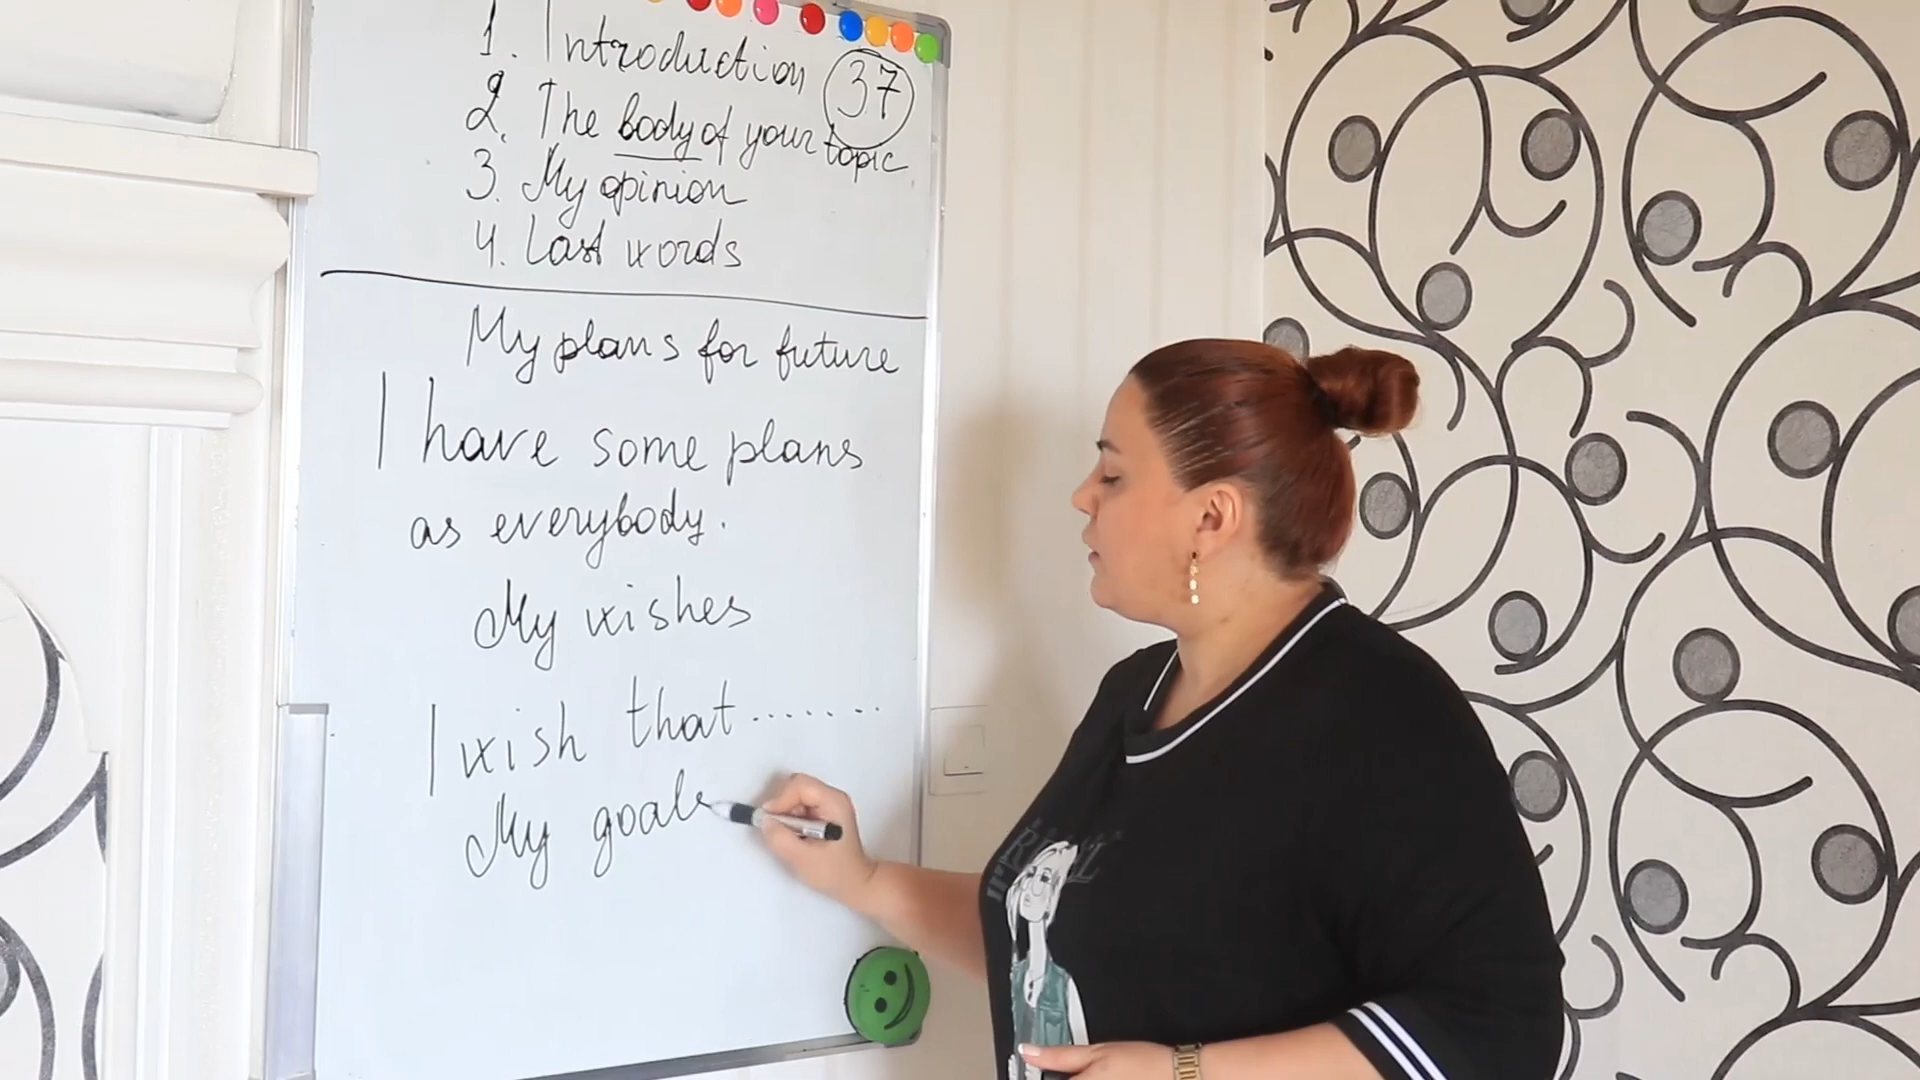 1. Introduction
37
2. The body of your topic
3. My opinion
4. Last words
My plans for future
I have some plans
as everybody.
My wishes
I wish that........
My goals